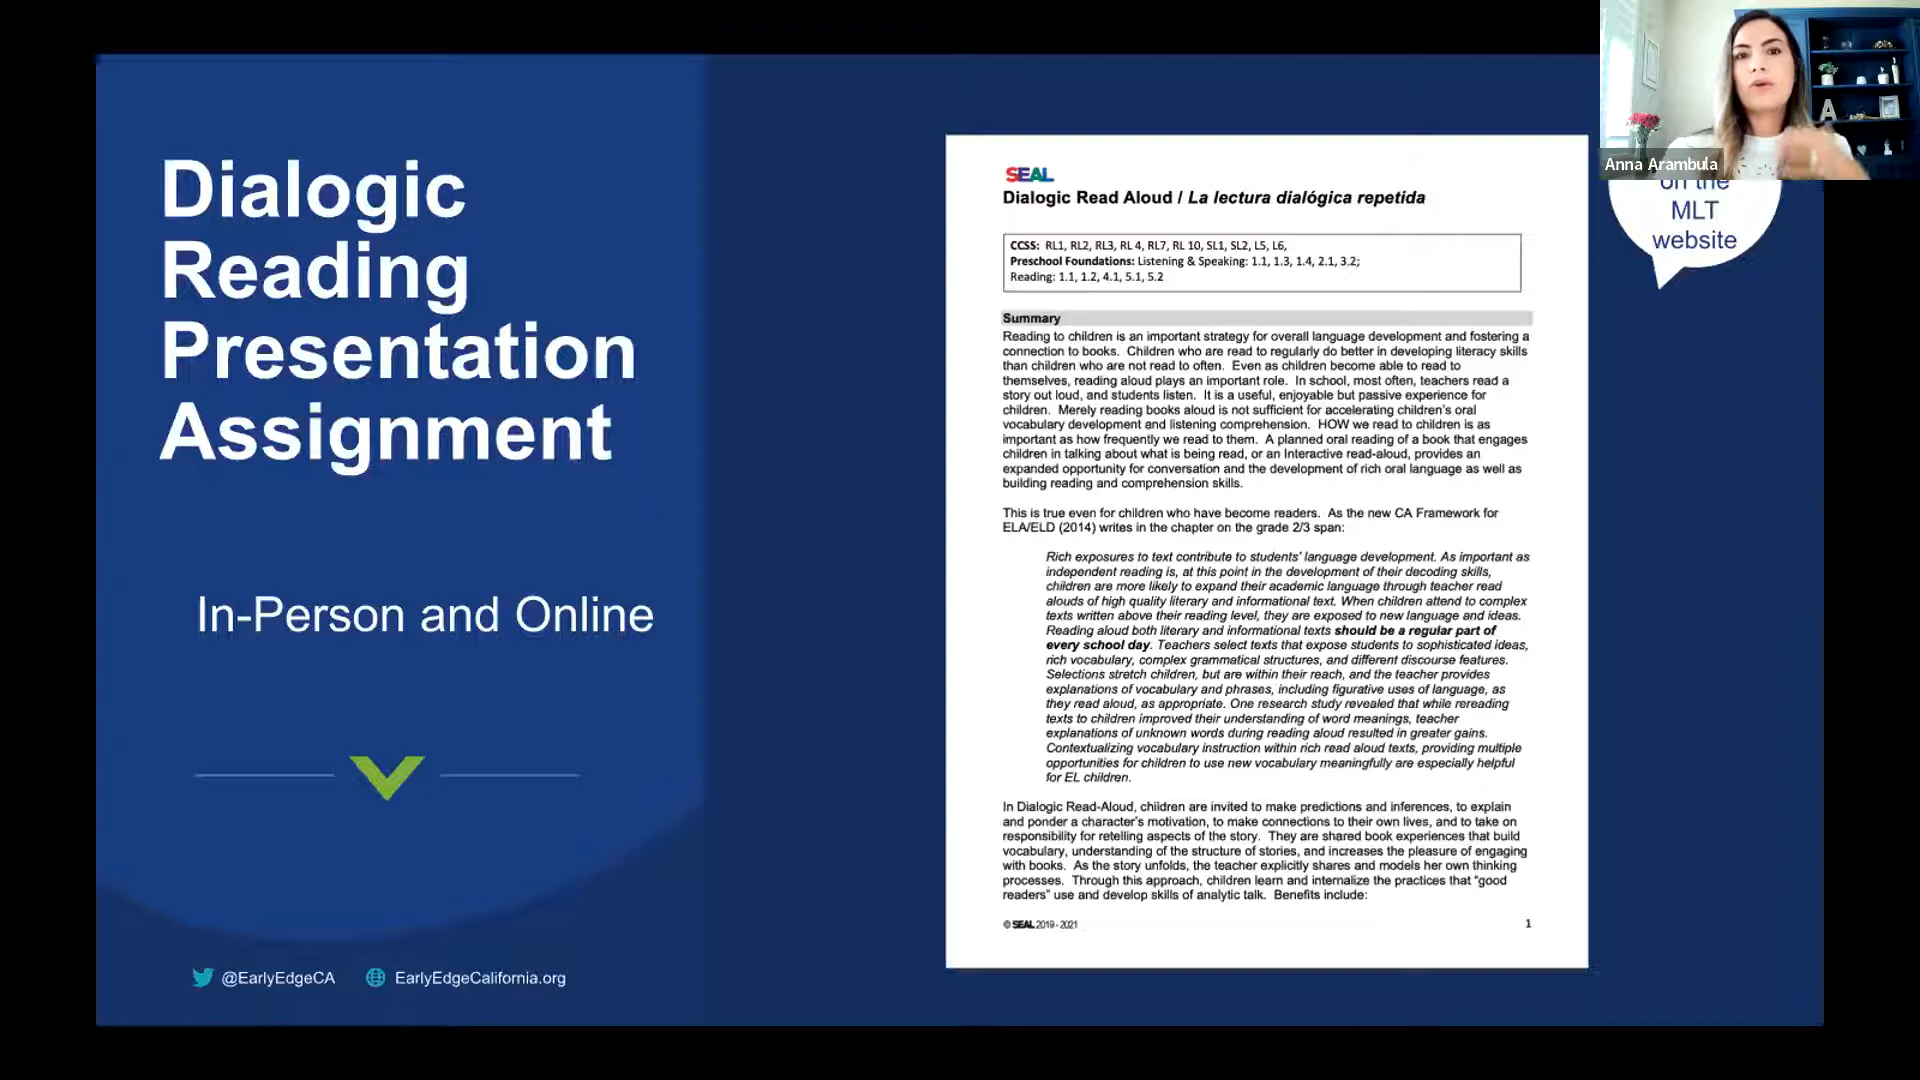 Dialogic
Reading
Presentation
Assignment
In-Person and Online
@EarlyEdgeCA
EarlyEdgeCalifornia.org
SEAL
Dialogic Read Aloud / La lectura dialógica repetida
CCSS: RL1, RL2, RL3, RL 4, RL7, RL 10, SL1, SL2, L5, L6,
Preschool Foundations: Listening & Speaking: 1.1, 1.3, 1.4, 2.1, 3.2;
Reading: 1.1, 1.2, 4.1, 5.1, 5.2
Summary
Reading to children is an important strategy for overall language development and fostering a
connection to books. Children who are read to regularly do better in developing literacy skills
than children who are not read to often. Even as children become able to read to
themselves, reading aloud plays an important role. In school, most often, teachers read a
story out loud, and students listen. It is a useful, enjoyable but passive experience for
children. Merely reading books aloud is not sufficient for accelerating children's oral
vocabulary development and listening comprehension. HOW we read to children is as
important as how frequently we read to them. A planned oral reading of a book that engages
children in talking about what is being read, or an Interactive read-aloud, provides an
expanded opportunity for conversation and the development of rich oral language as well as
building reading and comprehension skills.
This is true even for children who have become readers. As the new CA Framework for
ELA/ELD (2014) writes in the chapter on the grade 2/3 span:
Rich exposures to text contribute to students' language development. As important as
independent reading is, at this point in the development of their decoding skills,
children are more likely to expand their academic language through teacher read
alouds of high quality literary and informational text. When children attend to complex
texts written above their reading level, they are exposed to new language and ideas.
Reading aloud both literary and informational texts should be a regular part of
every school day. Teachers select texts that expose students to sophisticated ideas,
rich vocabulary, complex grammatical structures, and different discourse features.
Selections stretch children, but are within their reach, and the teacher provides
explanations of vocabulary and phrases, including figurative uses of language, as
they read aloud, as appropriate. One research study revealed that while rereading
texts to children improved their understanding of word meanings, teacher
explanations of unknown words during reading aloud resulted in greater gains.
Contextualizing vocabulary instruction within rich read aloud texts, providing multiple
opportunities for children to use new vocabulary meaningfully are especially helpful
for EL children.
In Dialogic Read-Aloud, children are invited to make predictions and inferences, to explain
and ponder a character's motivation, to make connections to their own lives, and to take on
responsibility for retelling aspects of the story. They are shared book experiences that build
vocabulary, understanding of the structure of stories, and increases the pleasure of engaging
with books. As the story unfolds, the teacher explicitly shares and models her own thinking
processes. Through this approach, children learn and internalize the practices that "good
readers" use and develop skills of analytic talk. Benefits include:
© SEAL 2019 - 2021
1
A
Anna Arambula
on the
MLT
website